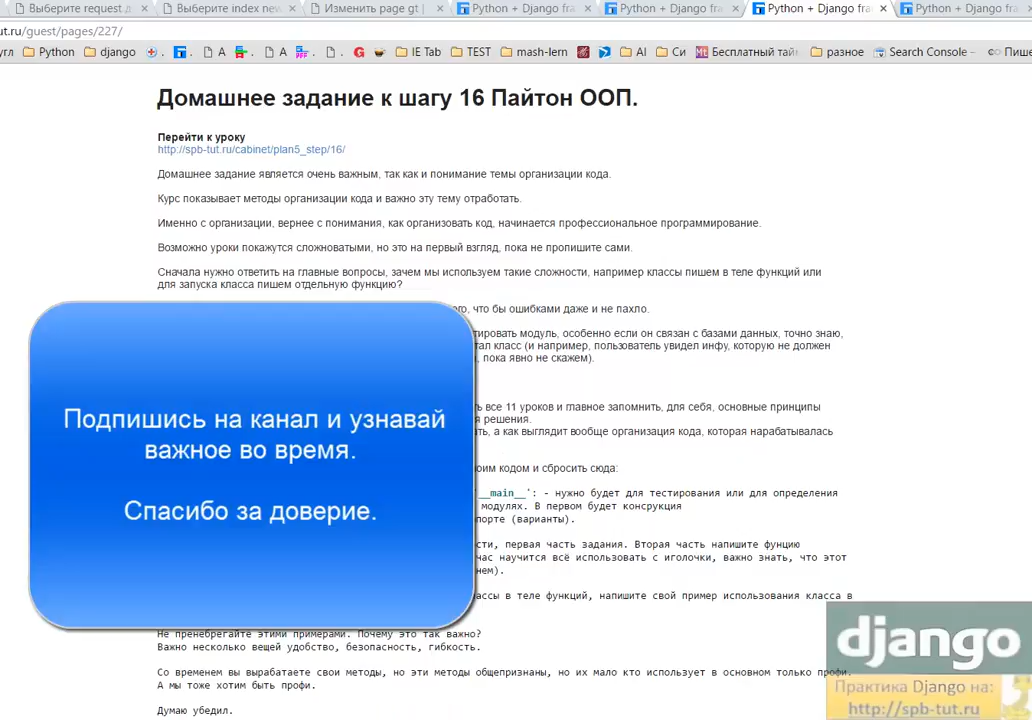 Выберите request д
Выберите index new
Изменить page gt |
Python + Django fra
Python + Django fra
Python + Django fra
Python + Django fra
ut.ru/guest/pages/227/
угл
Python
django
A
A
IE Tab
TEST
mash-lern
AI
Си
Бесплатный тай
разное
Search Console -
Пише
Домашнее задание к шагу 16 Пайтон ООП.
Перейти к уроку
http://spb-tut.ru/cabinet/plan5_step/16/
Домашнее задание является очень важным, так как и понимание темы организации кода.
Курс показывает методы организации кода и важно эту тему отработать.
Именно с организации, вернее с понимания, как организовать код, начинается профессиональное программирование.
Возможно уроки покажутся сложноватыми, но это на первый взгляд, пока не пропишите сами.
Сначала нужно ответить на главные вопросы, зачем мы используем такие сложности, например классы пишем в теле функций или
для запуска класса пишем отдельную функцию?
ого, что бы ошибками даже и не пахло.
тировать модуль, особенно если он связан с базами данных, точно знаю,
тал класс (и например, пользователь увидел инфу, которую не должен
, пока явно не скажем).
ь все 11 уроков и главное запомнить, для себя, основные принципы
я решения.
ать, а как выглядит вообще организация кода, которая нарабатывалась
оим кодом и сбросить сюда:
'__main__': - нужно будет для тестирования или для определения
модулях. В первом будет конскрукция
порте (варианты).
сти, первая часть задания. Вторая часть напишите фунцию
час научится всё использовать с иголочки, важно знать, что этот
нем).
ассы в теле функций, напишите свой пример использования класса в
Подпишись на канал и узнавай
важное во время.
Спасибо за доверие.
Не пренебрегайте этими примерами. Почему это так важно?
Важно несколько вещей удобство, безопасность, гибкость.
Со временем вы выработаете свои методы, но эти методы общепризнаны, но их мало кто использует в основном только профи.
А мы тоже хотим быть профи.
Думаю убедил.
django
Практика Django на:
http://spb-tut.ru